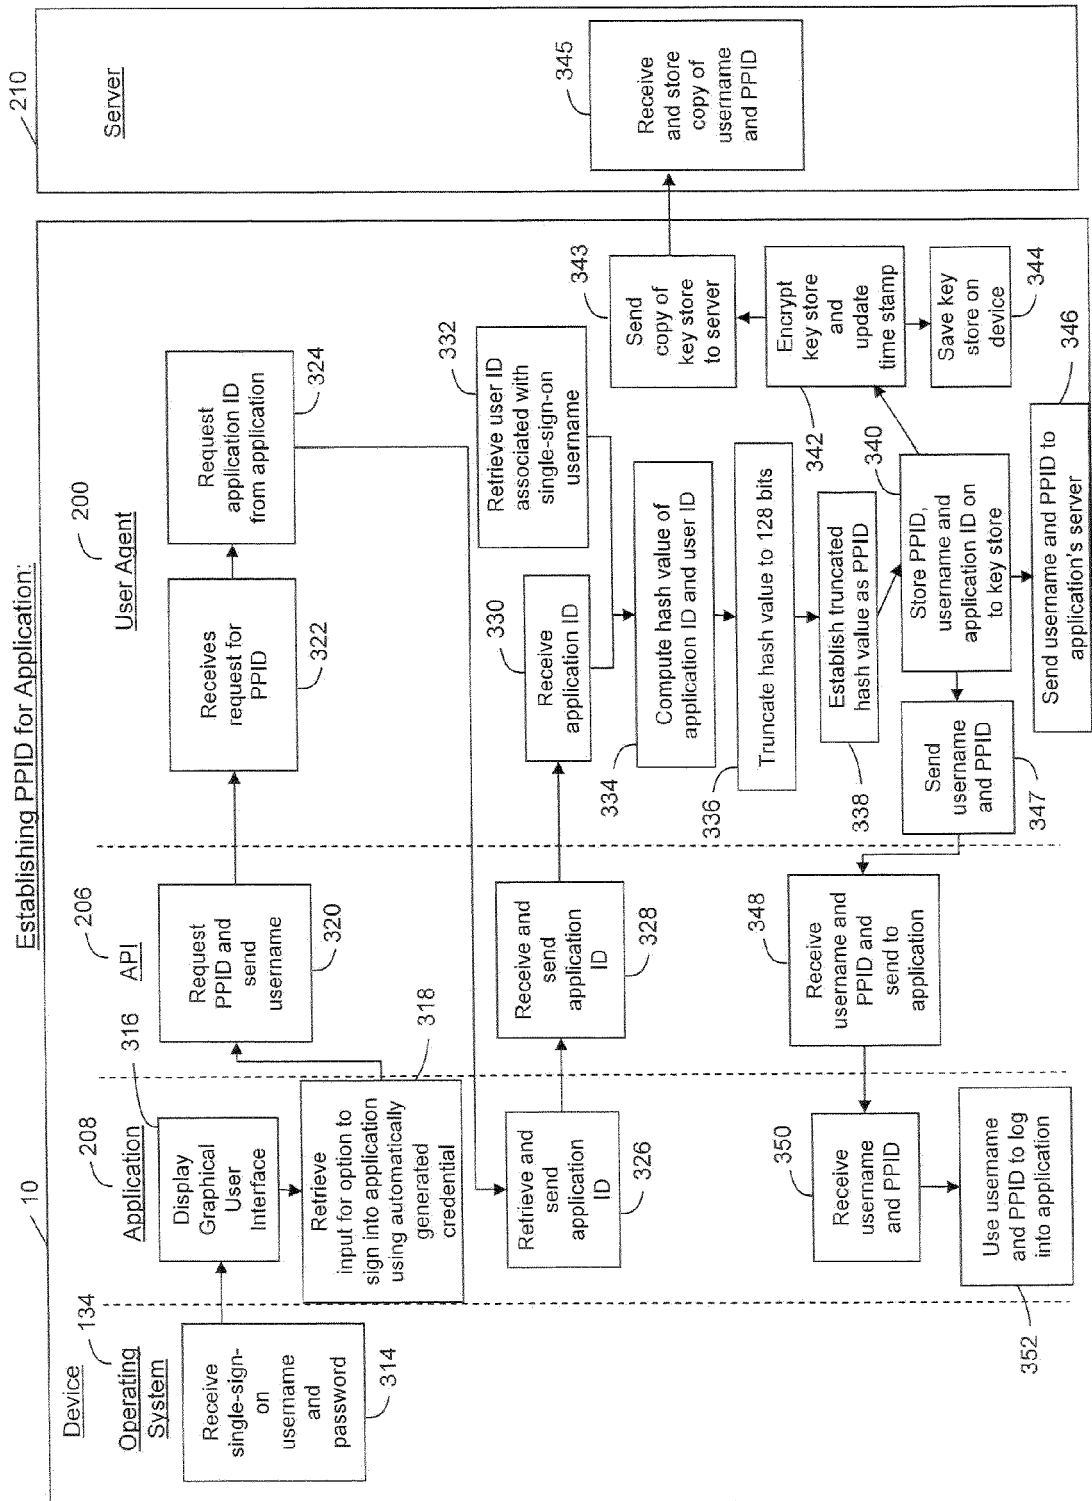 Establishing PPID for Application:
10
210
Device
134
Operating
System
208
Application
206
API
200
User Agent
Server
Receive
single-sign-
on
username
and
password
314
316
Display
Graphical
User
Interface
Retrieve
input for option to
sign into application
using automatically
generated
credential
318
Request
PPID and
send
username
320
Receives
request for
PPID
322
Request
application ID
from application
324
Retrieve and
send
application
ID
326
Receive and
send
application
ID
328
330
Receive
application ID
332
Retrieve user ID
associated with
single-sign-on
username
Compute hash value of
application ID and user ID
334
Truncate hash value to 128 bits
336
Establish truncated
hash value as PPID
338
340
Store PPID,
username and
application ID on
to key store
342
Encrypt
key store
and
update
time stamp
343
Send
copy of
key store
to server
Save key
store on
device
344
345
Receive
and store
copy of
username
and PPID
346
Send username and PPID to
application's server
Send
username
and PPID
347
348
Receive
username and
PPID and
send to
application
350
Receive
username
and PPID
Use username
and PPID to log
into application
352